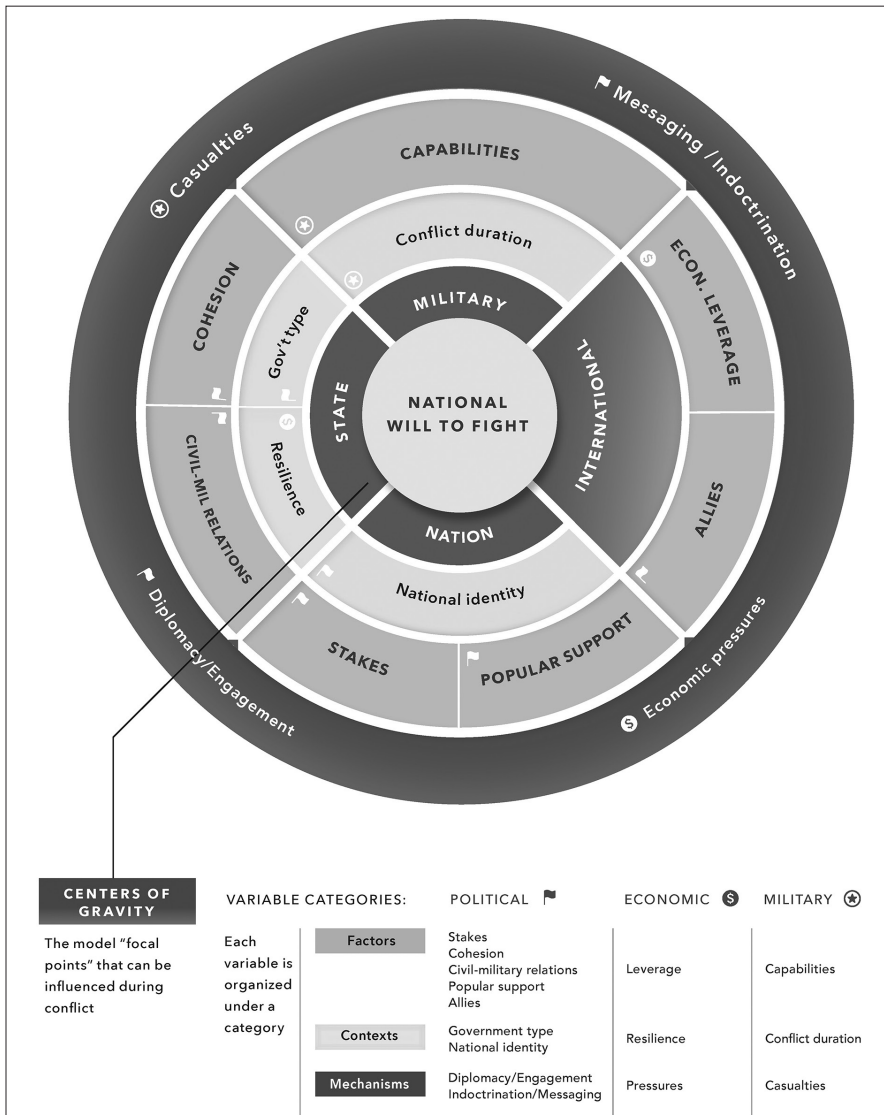 Casualties
Messaging /Indoctrination
CAPABILITIES
Conflict duration
MILITARY
COHESION
Gov't type
STATE
NATIONAL
WILL TO FIGHT
INTERNATIONAL
ECON. LEVERAGE
CIVIL-MIL RELATIONS
Resilience
NATION
ALLIES
National identity
STAKES
POPULAR SUPPORT
Diplomacy/Engagement
$ Economic pressures
CENTERS OF
GRAVITY
The model “focal
points” that can be
influenced during
conflict
VARIABLE CATEGORIES:
POLITICAL
ECONOMIC $
MILITARY
Each
variable is
organized
under a
category
Factors
Stakes
Cohesion
Civil-military relations
Popular support
Allies
Leverage
Capabilities
Contexts
Government type
National identity
Resilience
Conflict duration
Mechanisms
Diplomacy/Engagement
Indoctrination/Messaging
Pressures
Casualties